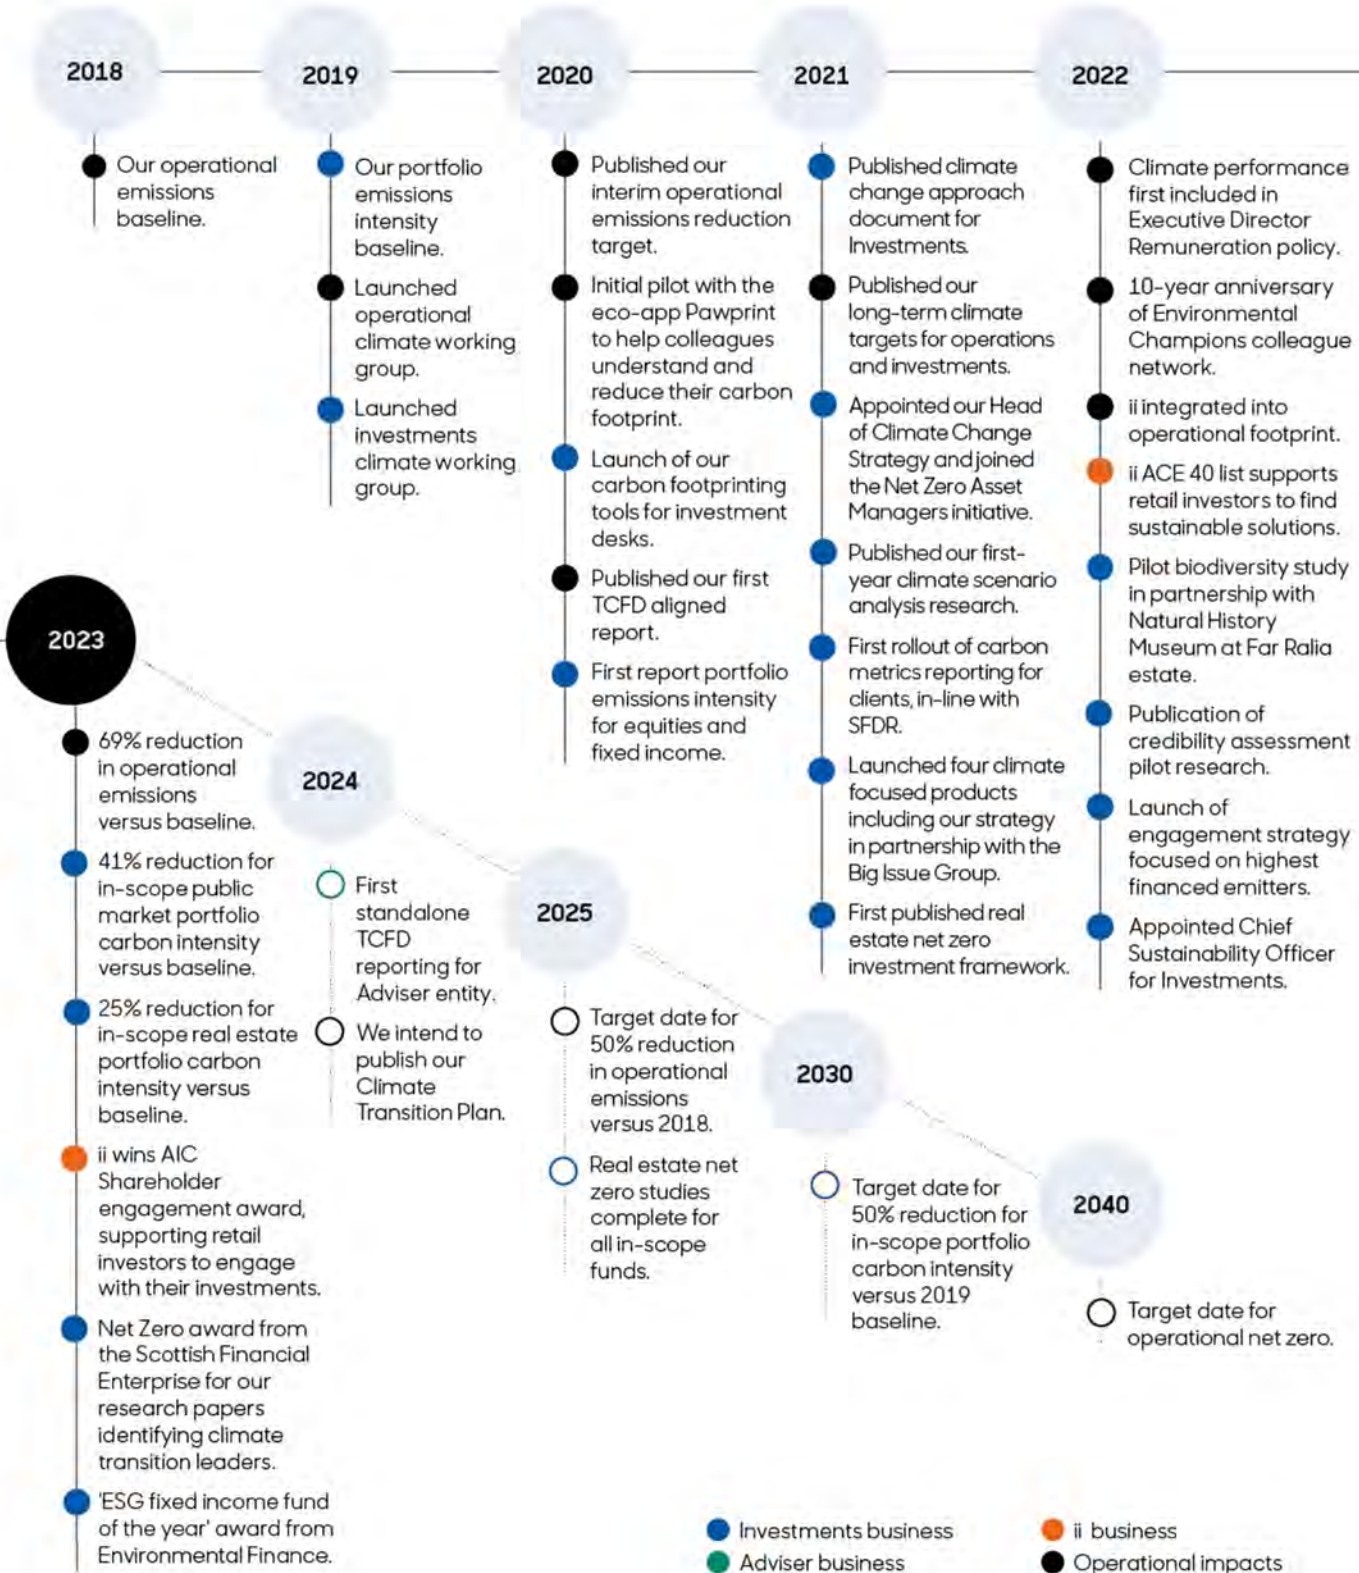 2018
Our operational
emissions
baseline.
2019
Our portfolio
emissions
intensity
baseline.
Launched
operational
climate working
group.
Launched
investments
climate working
group.
2020
Published our
interim operational
emissions reduction
target.
Initial pilot with the
eco-app Pawprint
to help colleagues
understand and
reduce their carbon
footprint.
Launch of our
carbon footprinting
tools for investment
desks.
Published our first
TCFD aligned
report.
First report portfolio
emissions intensity
for equities and
fixed income.
2021
Published climate
change approach
document for
Investments.
Published our
long-term climate
targets for operations
and investments.
Appointed our Head
of Climate Change
Strategy and joined
the Net Zero Asset
Managers initiative.
Published our first-
year climate scenario
analysis research.
First rollout of carbon
metrics reporting for
clients, in-line with
SFDR.
Launched four climate
focused products
including our strategy
in partnership with the
Big Issue Group.
First published real
estate net zero
investment framework.
2022
Climate performance
first included in
Executive Director
Remuneration policy.
10-year anniversary
of Environmental
Champions colleague
network.
ii integrated into
operational footprint.
ii ACE 40 list supports
retail investors to find
sustainable solutions.
Pilot biodiversity study
in partnership with
Natural History
Museum at Far Ralia
estate.
Publication of
credibility assessment
pilot research.
Launch of
engagement strategy
focused on highest
financed emitters.
Appointed Chief
Sustainability Officer
for Investments.
2023
69% reduction
in operational
emissions
versus baseline.
41% reduction for
in-scope public
market portfolio
carbon intensity
versus baseline.
25% reduction for
in-scope real estate
portfolio carbon
intensity versus
baseline.
ii wins AIC
Shareholder
engagement award,
supporting retail
investors to engage
with their investments.
Net Zero award from
the Scottish Financial
Enterprise for our
research papers
identifying climate
transition leaders.
'ESG fixed income fund
of the year' award from
Environmental Finance.
2024
First
standalone
TCFD
reporting for
Adviser entity.
We intend to
publish our
Climate
Transition Plan.
2025
Target date for
50% reduction
in operational
emissions
versus 2018.
Real estate net
zero studies
complete for
all in-scope
funds.
2030
Target date for
50% reduction for
in-scope portfolio
carbon intensity
versus 2019
baseline.
2040
Target date for
operational net zero.
Investments business
ii business
Adviser business
Operational impacts